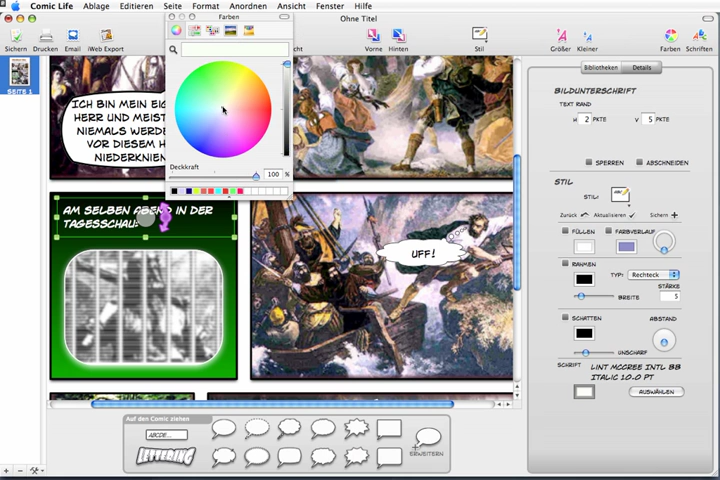 Comic Life Ablage Editieren Seite Format Anordnen Ansicht Fenster Hilfe
Farben
Ohne Titel
Sichern Drucken Email iWeb Export
Vorne Hinten Stil Größer Kleiner Farben Schriften
SEITE 1
ICH BIN MEIN
HERR UND
NIEMALS
VOR DIESEM
Deckkraft
100 %
AM SELBEN ABEND IN DER
TAGESSCHAU:
UFF!
Bibliotheken Details
BILDUNTERSCHRIFT
TEXT RAND
2 PKTE V 5 PKTE
SPERREN ABSCHNEIDEN
STIL
STIL:
Zurück Aktualisieren Sichern
FÜLLEN FARBVERLAUF
RAHMEN
TYP: Rechteck
STÄRKE
BREITE 5
SCHATTEN ABSTAND
UNSCHARF
SCHRIFT LINT MCCREE INTL BB
ITALIC 10.0 PT
AUSWÄHLEN
Auf den Comic ziehen
ABCDE...
LETTERING
ERWEITERN